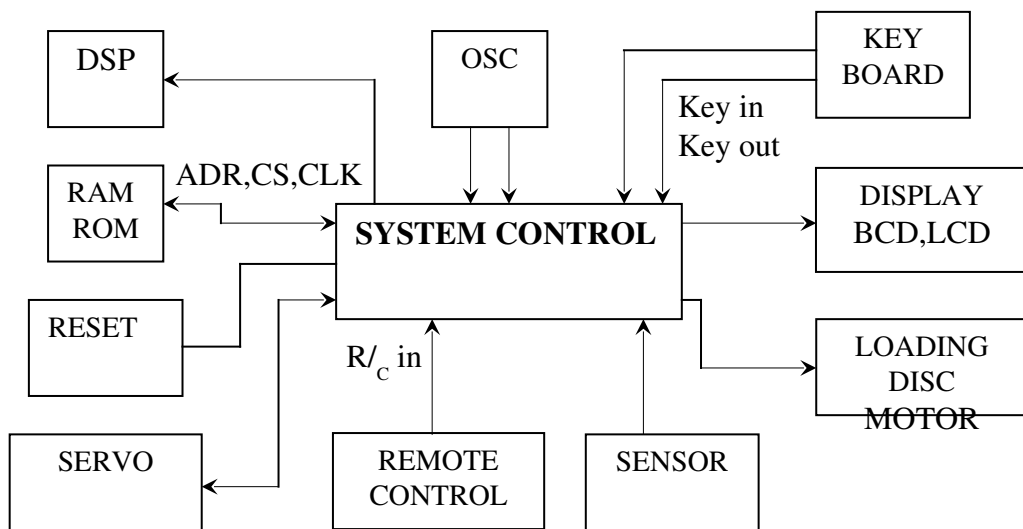 DSP
OSC
KEY
BOARD
Key in
Key out
RAM
ROM
ADR,CS,CLK
SYSTEM CONTROL
DISPLAY
BCD,LCD
RESET
R/C in
LOADING
DISC
MOTOR
SERVO
REMOTE
CONTROL
SENSOR